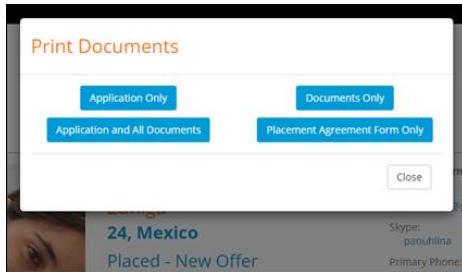 Print Documents
Application Only
Documents Only
Application and All Documents
Placement Agreement Form Only
Close
24, Mexico
Skype:
paouhlina
Placed - New Offer
Primary Phone: